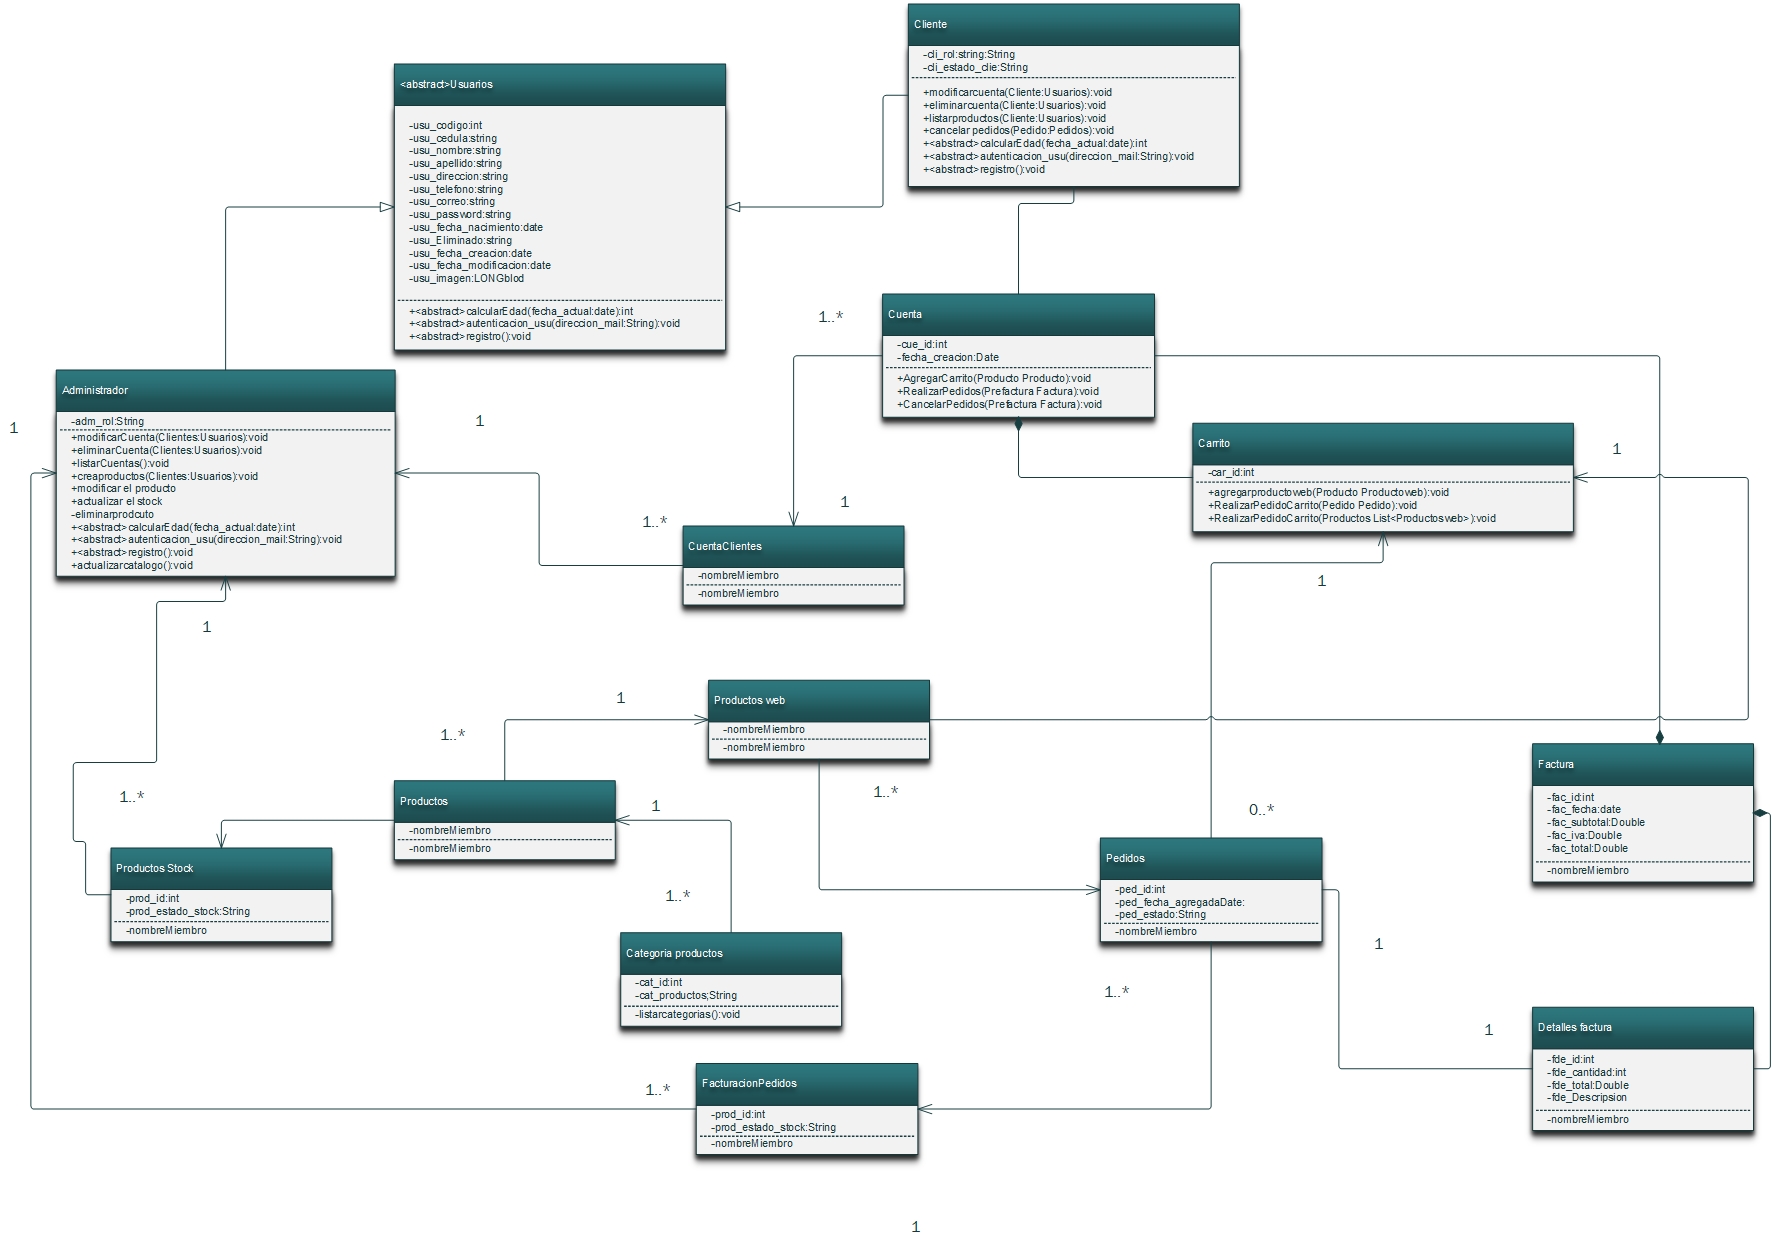 Cliente
-cli_rol:string:String
-cli_estado_clie:String
+modificarcuenta(Cliente:Usuarios):void
+eliminarcuenta(Cliente:Usuarios):void
+listarproductos(Cliente:Usuarios):void
+cancelar pedidos(Pedido:Pedidos):void
+<abstract>calcularEdad(fecha_actual:date):int
+<abstract>autenticacion_usu(direccion_mail:String):void
+<abstract>registro():void
<abstract>Usuarios
-usu_codigo:int
-usu_cedula:string
-usu_nombre:string
-usu_apellido:string
-usu_direccion:string
-usu_telefono:string
-usu_correo:string
-usu_password:string
-usu_fecha_nacimiento:date
-usu_Eliminado:string
-usu_fecha_creacion:date
-usu_fecha_modificacion:date
-usu_imagen:LONGblod
+<abstract>calcularEdad(fecha_actual:date):int
+<abstract>autenticacion_usu(direccion_mail:String):void
+<abstract>registro():void
1..*
Cuenta
-cue_id:int
-fecha_creacion:Date
+AgregarCarrito(Producto Producto):void
+RealizarPedidos(Prefactura Factura):void
+CancelarPedidos(Prefactura Factura):void
1
Administrador
-adm_rol:String
+modificarCuenta(Clientes:Usuarios):void
+eliminarCuenta(Clientes:Usuarios):void
+listarCuentas():void
+creaproductos(Clientes:Usuarios):void
+modificar el producto
+actualizar el stock
-eliminarprodcuto
+<abstract>calcularEdad(fecha_actual:date):int
+<abstract>autenticacion_usu(direccion_mail:String):void
+<abstract>registro():void
+actualizarcatalogo():void
1
Carrito
-car_id:int
+agregarproductoweb(Producto Productoweb):void
+RealizarPedidoCarrito(Pedido Pedido):void
+RealizarPedidoCarrito(Productos List<Productosweb>):void
1
1
1..*
CuentaClientes
-nombreMiembro
-nombreMiembro
1
1
Productos web
-nombreMiembro
-nombreMiembro
1
1..*
1..*
1..*
Productos
-nombreMiembro
-nombreMiembro
1
Productos Stock
-prod_id:int
-prod_estado_stock:String
-nombreMiembro
1..*
Categoria productos
-cat_id:int
-cat_productos;String
-listarcategorias():void
0..*
Pedidos
-ped_id:int
-ped_fecha_agregadaDate:
-ped_estado:String
-nombreMiembro
Factura
-fac_id:int
-fac_fecha:date
-fac_subtotal:Double
-fac_iva:Double
-fac_total:Double
-nombreMiembro
1
1..*
1
Detalles factura
-fde_id:int
-fde_cantidad:int
-fde_total:Double
-fde_Descripsion
-nombreMiembro
1..*
FacturacionPedidos
-prod_id:int
-prod_estado_stock:String
-nombreMiembro
1